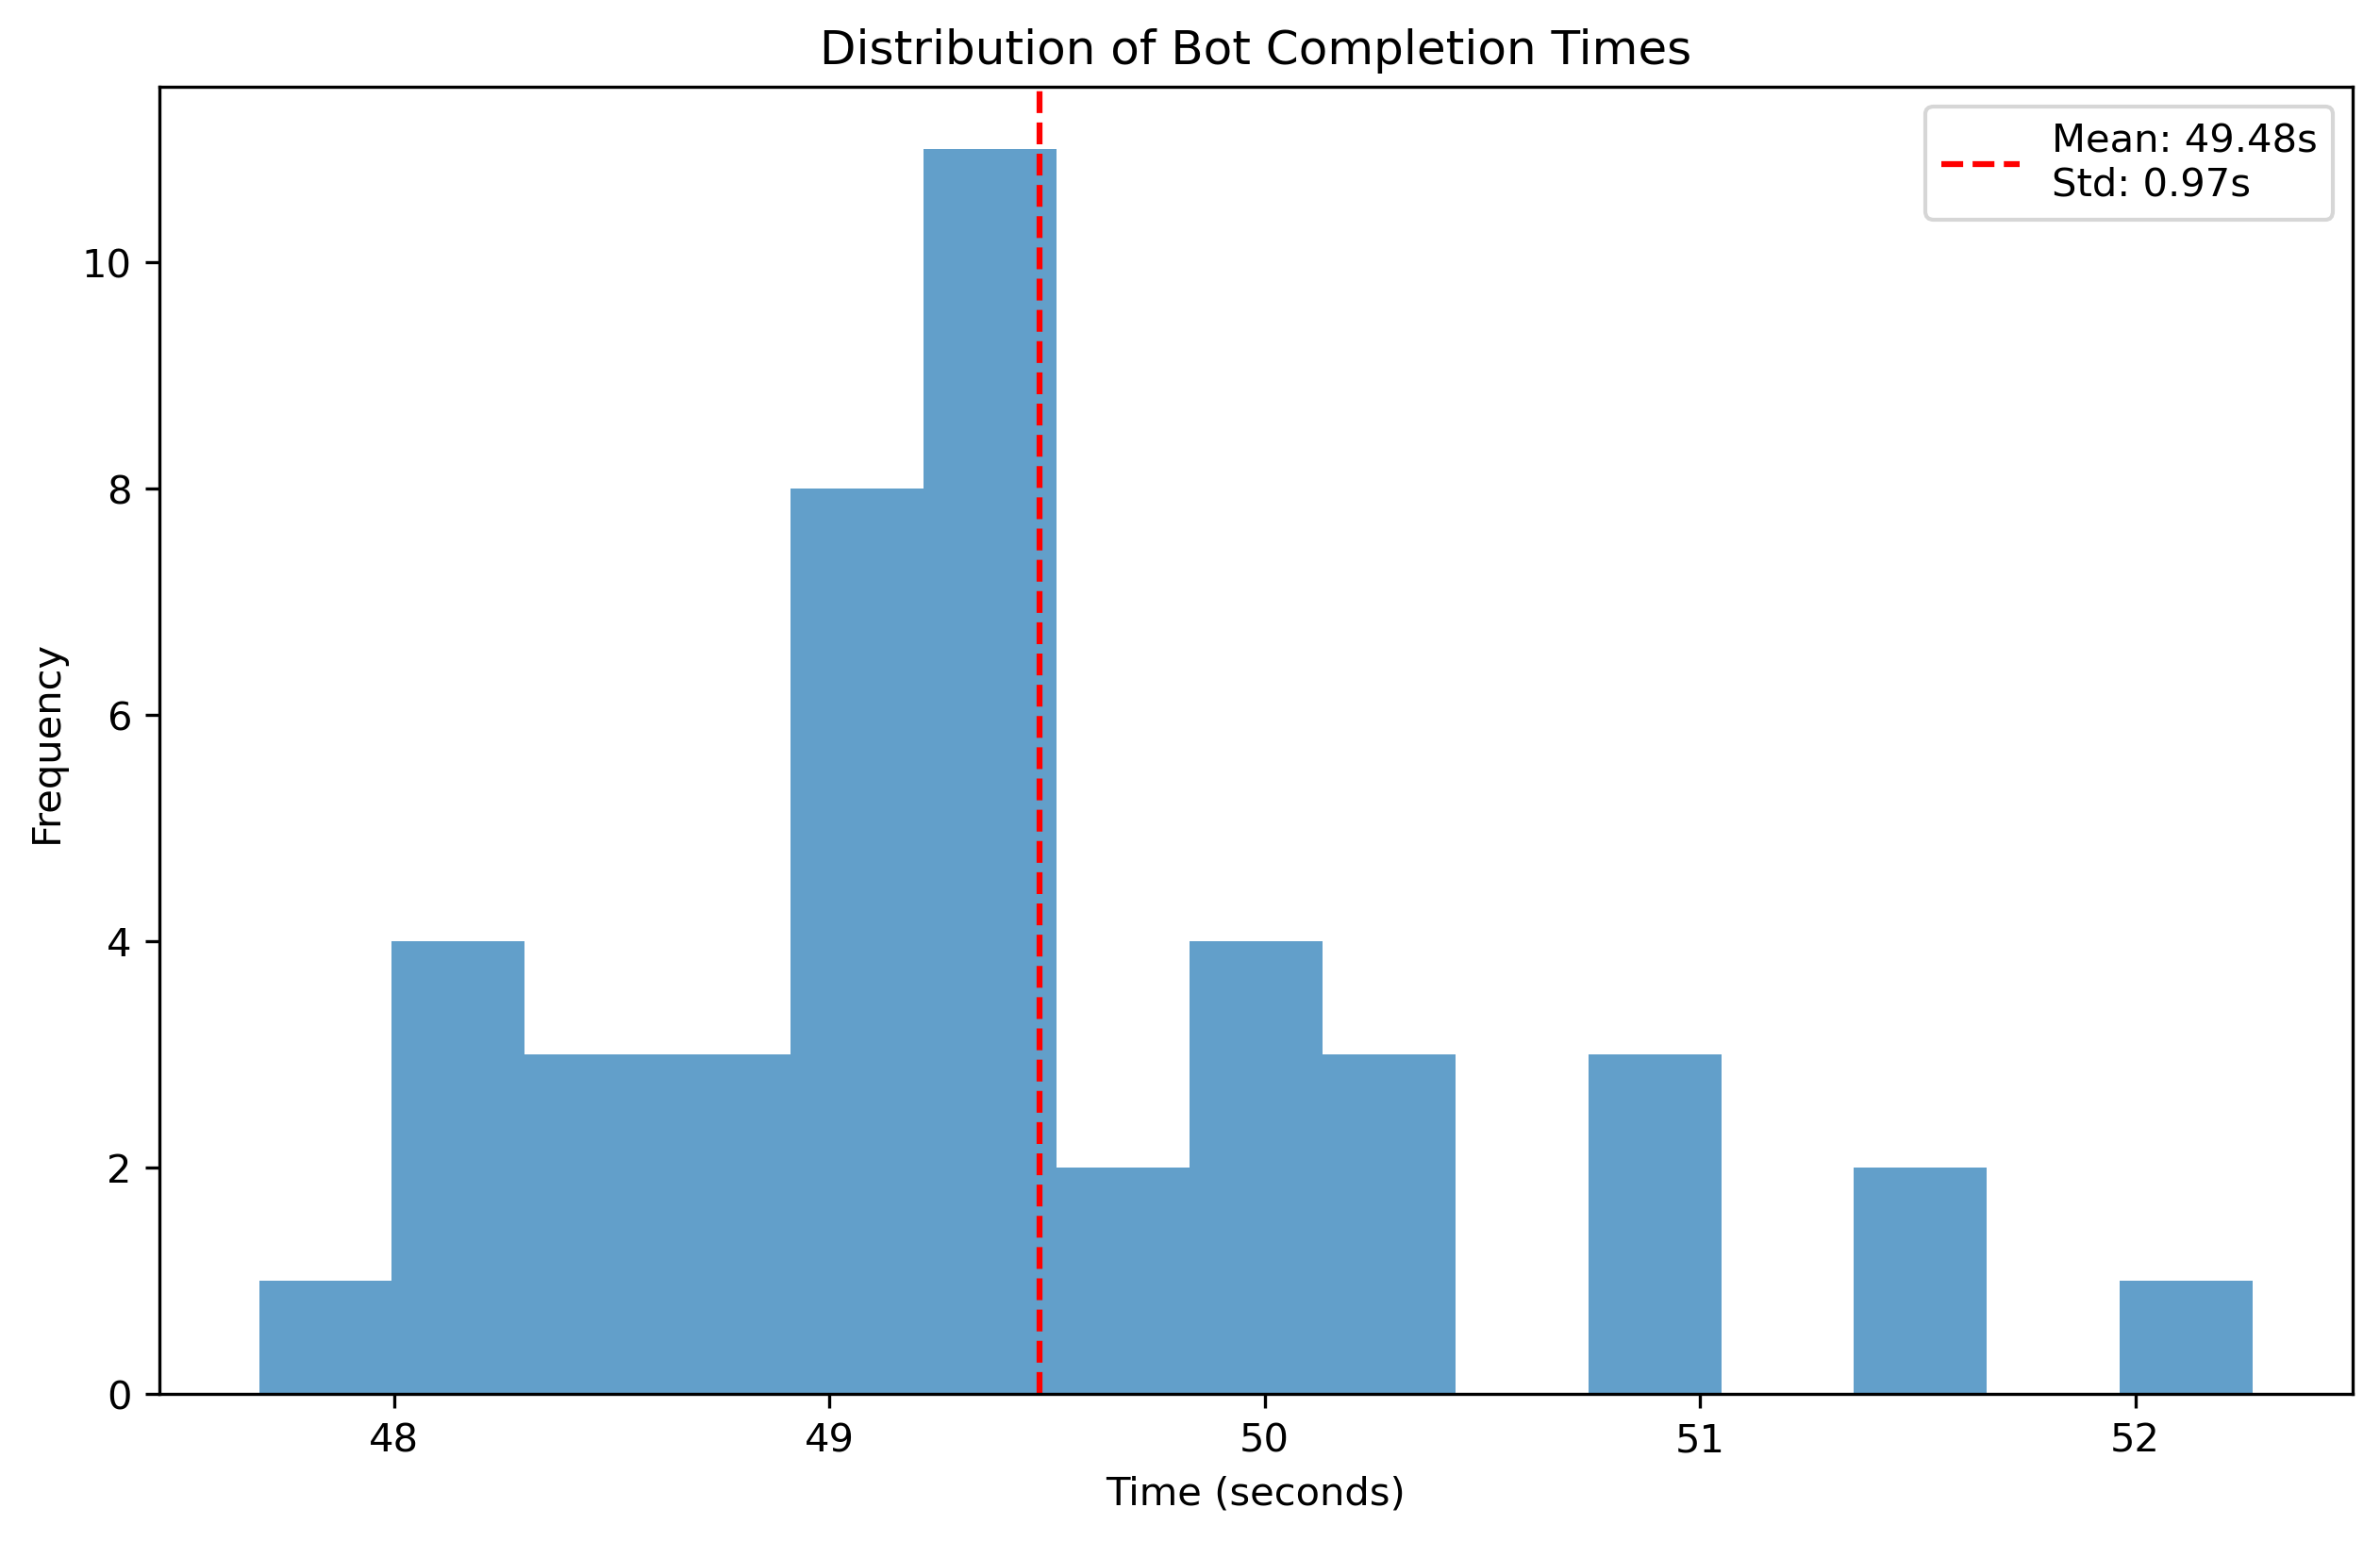 Distribution of Bot Completion Times
Mean: 49.48s
Std: 0.97s
Frequency
10
8
6
4
2
0
48
49
50
51
52
Time (seconds)